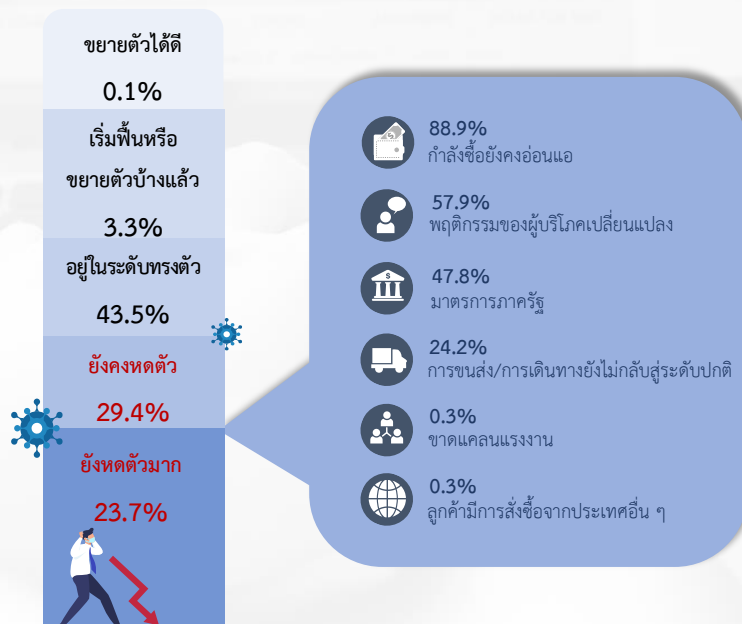 ขยายตัวได้ดี
0.1%
เริ่มฟื้นหรือ
ขยายตัวบ้างแล้ว
3.3%
อยู่ในระดับทรงตัว
43.5%
ยังคงหดตัว
29.4%
ยังหดตัวมาก
23.7%
88.9%
กำลังซื้อยังคงอ่อนแอ
57.9%
พฤติกรรมของผู้บริโภคเปลี่ยนแปลง
47.8%
มาตรการภาครัฐ
24.2%
การขนส่ง/การเดินทางยังไม่กลับสู่ระดับปกติ
0.3%
ขาดแคลนแรงงาน
0.3%
ลูกค้ามีการสั่งซื้อจากประเทศอื่น ๆ